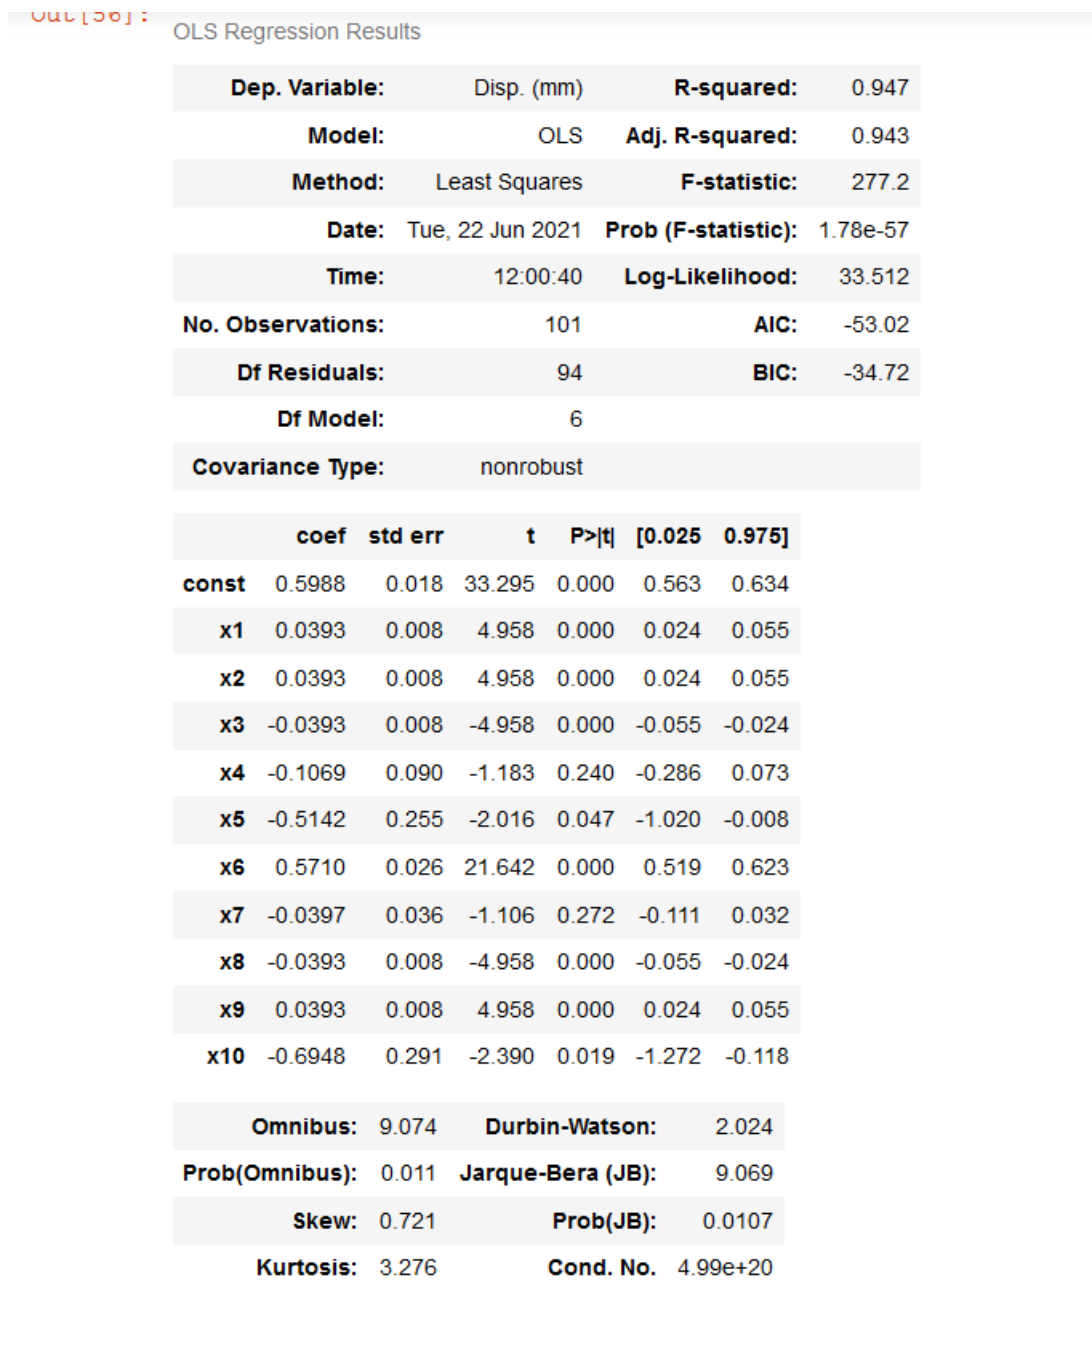 Out[56]:
OLS Regression Results
Dep. Variable: Disp. (mm) R-squared: 0.947
Model: OLS Adj. R-squared: 0.943
Method: Least Squares F-statistic: 277.2
Date: Tue, 22 Jun 2021 Prob (F-statistic): 1.78e-57
Time: 12:00:40 Log-Likelihood: 33.512
No. Observations: 101 AIC: -53.02
Df Residuals: 94 BIC: -34.72
Df Model: 6
Covariance Type: nonrobust
coef std err t P>|t| [0.025 0.975]
const 0.5988 0.018 33.295 0.000 0.563 0.634
x1 0.0393 0.008 4.958 0.000 0.024 0.055
x2 0.0393 0.008 4.958 0.000 0.024 0.055
x3 -0.0393 0.008 -4.958 0.000 -0.055 -0.024
x4 -0.1069 0.090 -1.183 0.240 -0.286 0.073
x5 -0.5142 0.255 -2.016 0.047 -1.020 -0.008
x6 0.5710 0.026 21.642 0.000 0.519 0.623
x7 -0.0397 0.036 -1.106 0.272 -0.111 0.032
x8 -0.0393 0.008 -4.958 0.000 -0.055 -0.024
x9 0.0393 0.008 4.958 0.000 0.024 0.055
x10 -0.6948 0.291 -2.390 0.019 -1.272 -0.118
Omnibus: 9.074 Durbin-Watson: 2.024
Prob(Omnibus): 0.011 Jarque-Bera (JB): 9.069
Skew: 0.721 Prob(JB): 0.0107
Kurtosis: 3.276 Cond. No. 4.99e+20